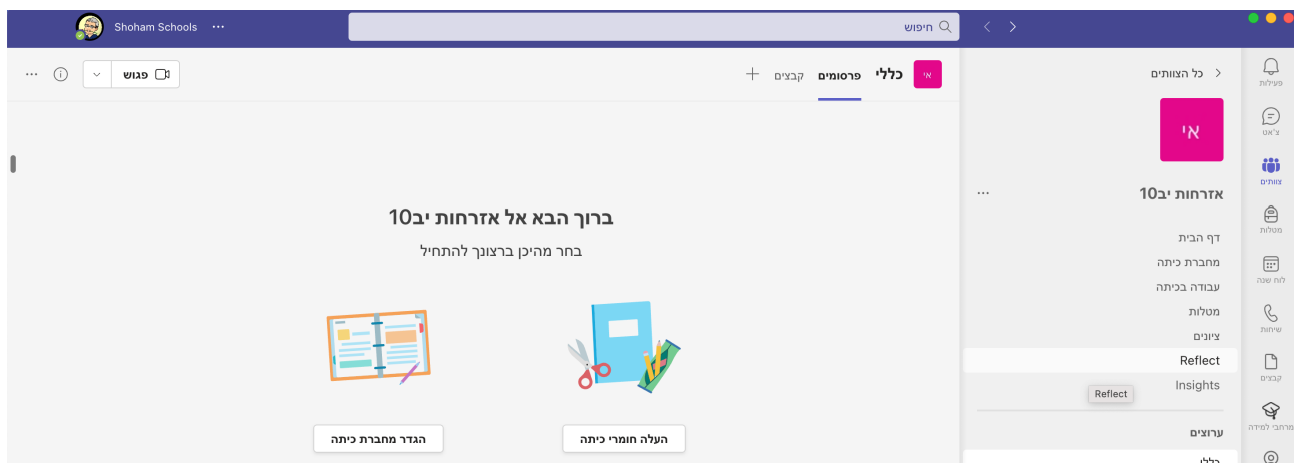 חיפוש
Shoham Schools
פעילות
צ'אט
צוותים
מטלות
לוח שנה
שיחות
קבצים
מרחבי למידה
כל הצוותים
אי
אזרחות יב10
דף הבית
מחברת כיתה
עבודה בכיתה
מטלות
ציונים
Reflect
Insights
Reflect
ערוצים
כללי
אי
כללי פרסומים קבצים
פגוש
ברוך הבא אל אזרחות יב10
בחר מהיכן ברצונך להתחיל
העלה חומרי כיתה
הגדר מחברת כיתה